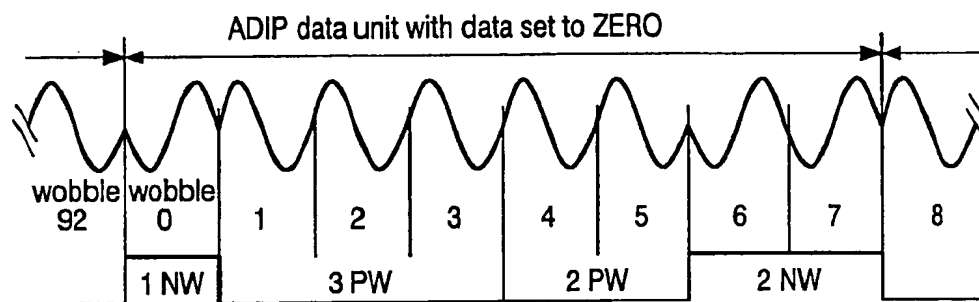 ADIP data unit with data set to ZERO
wobble wobble
92 0 1 2 3 4 5 6 7 8
1 NW 3 PW 2 PW 2 NW